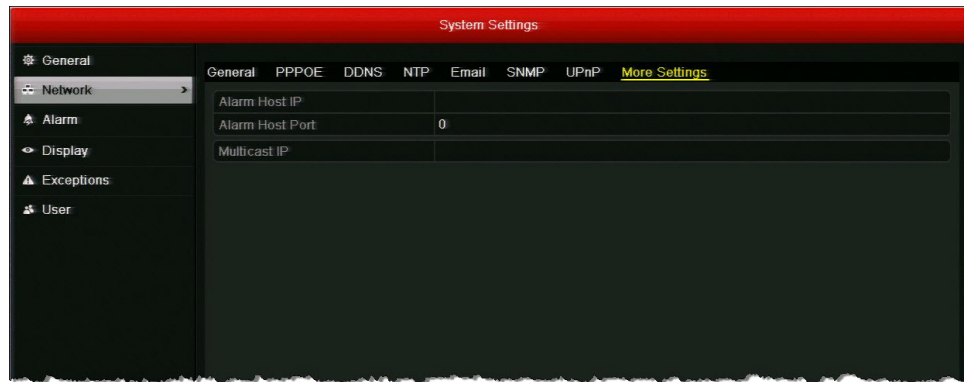 System Settings
General
Network
Alarm
Display
Exceptions
User
General PPPOE DDNS NTP Email SNMP UPnP More Settings
Alarm Host IP
Alarm Host Port 0
Multicast IP